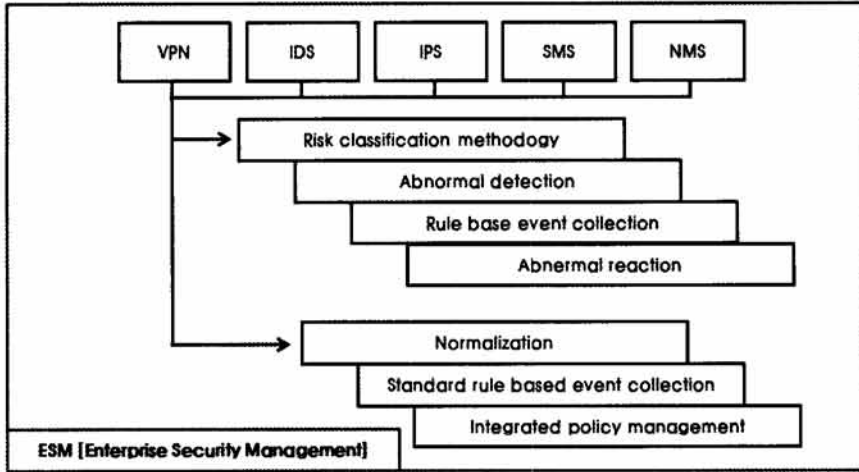 VPN
IDS
IPS
SMS
NMS
Risk classification methodogy
Abnormal detection
Rule base event collection
Abnermal reaction
Normalization
Standard rule based event collection
Integrated policy management
ESM [Enterprise Security Management]